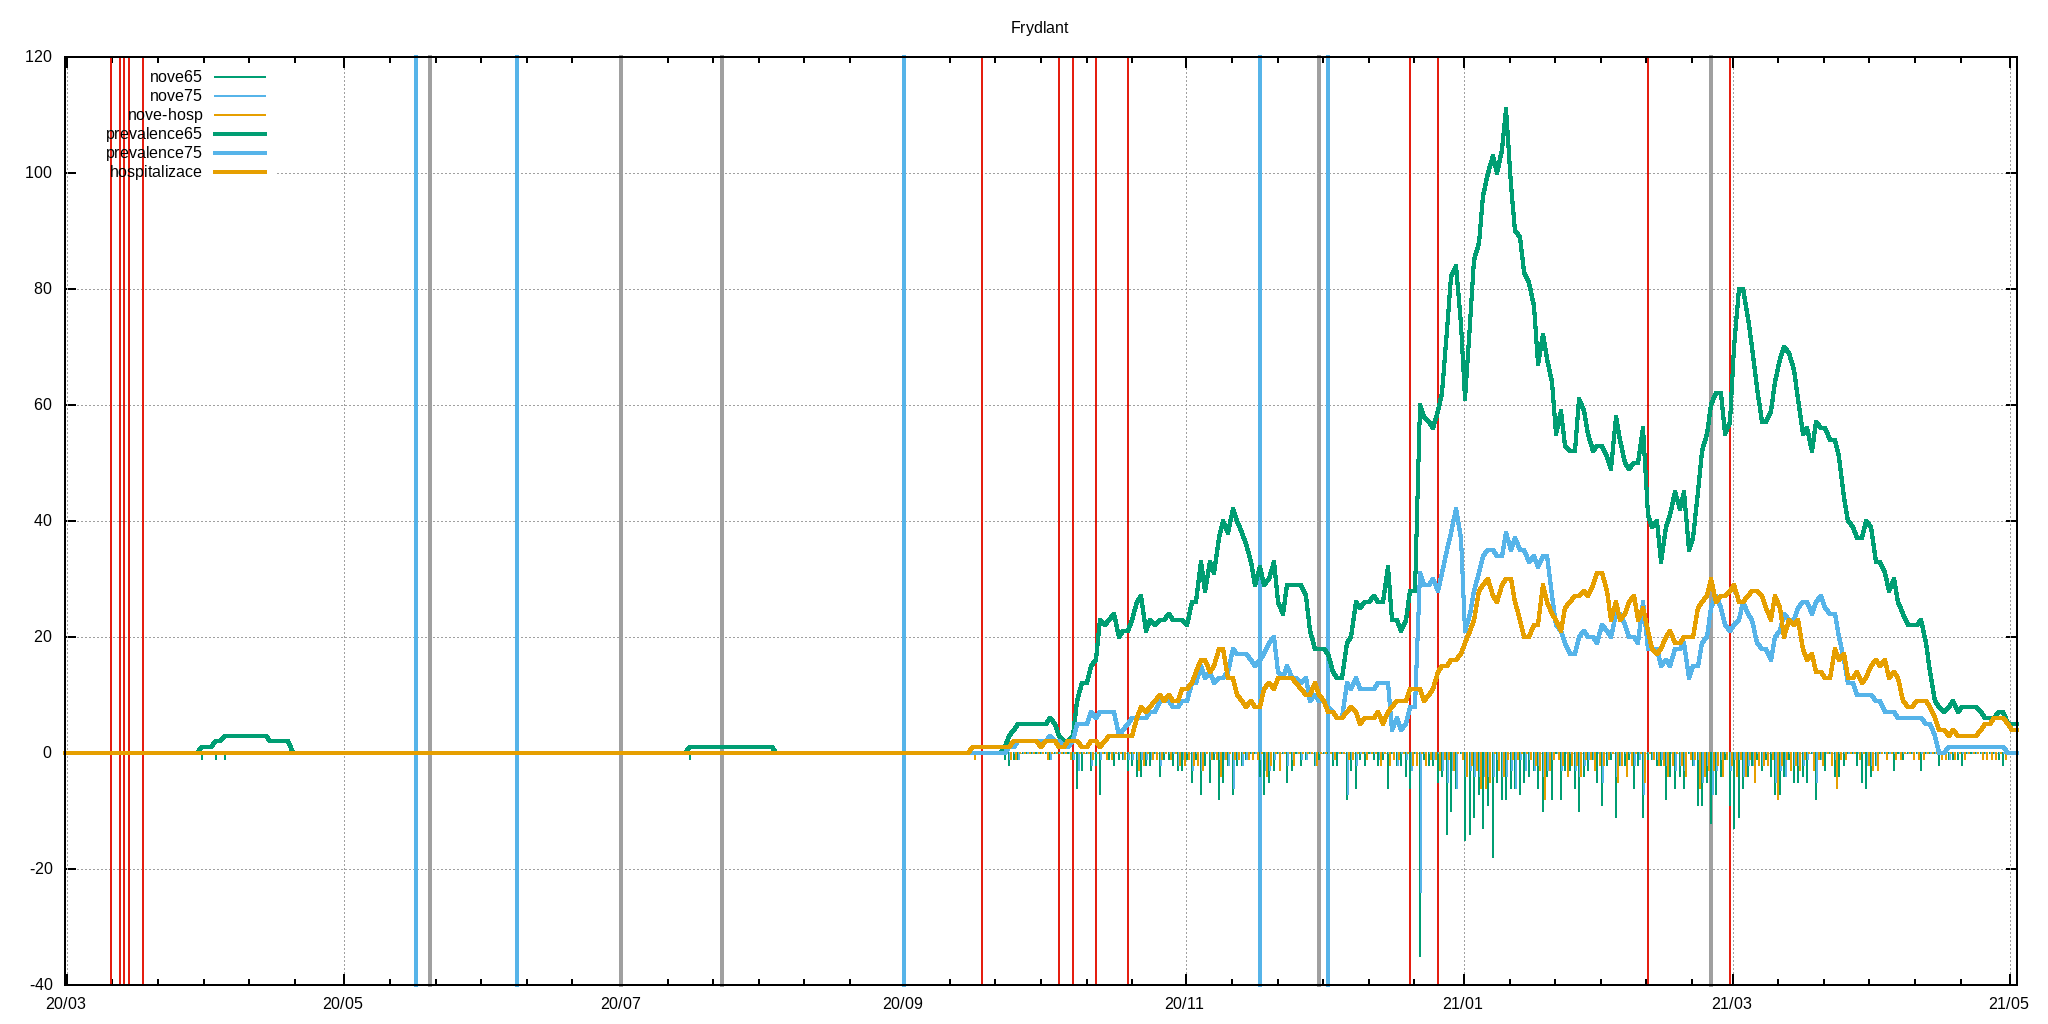 Frydlant
120
100
80
60
40
20
0
-20
-40
nove65
nove75
nove-hosp
prevalence65
prevalence75
hospitalizace
20/03 20/05 20/07 20/09 20/11 21/01 21/03 21/05